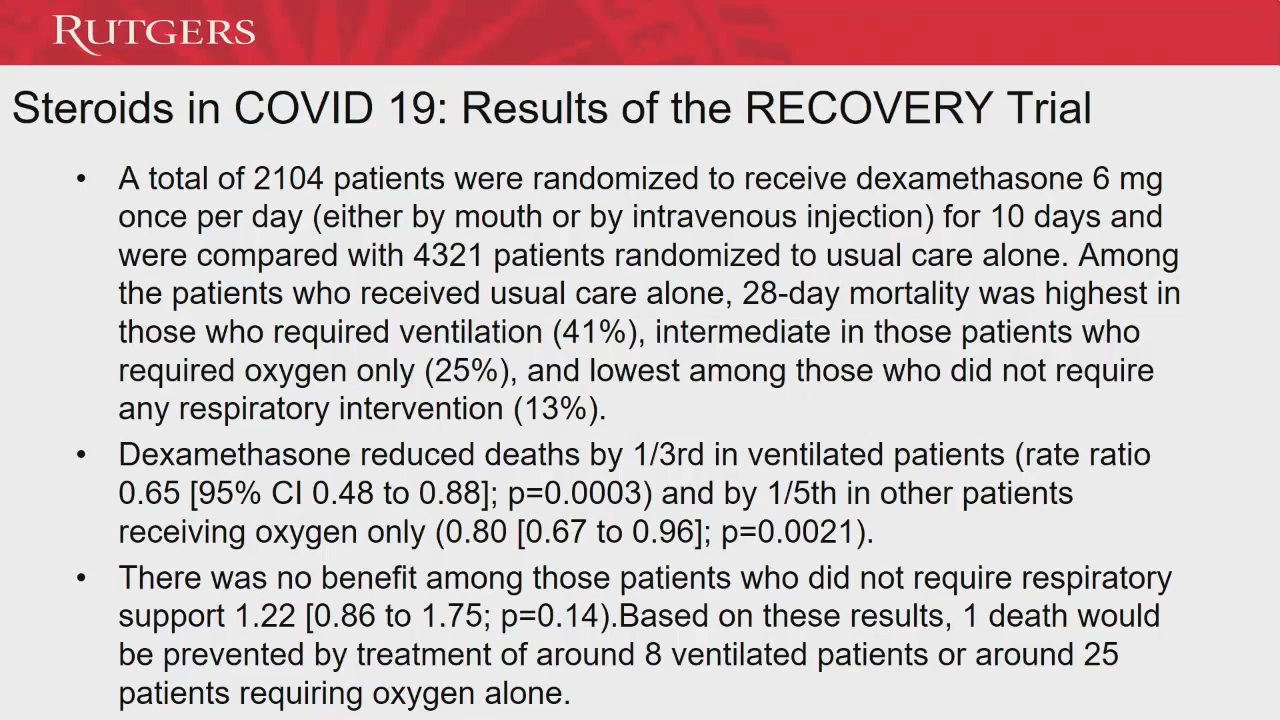 RUTGERS
Steroids in COVID 19: Results of the RECOVERY Trial
• A total of 2104 patients were randomized to receive dexamethasone 6 mg
once per day (either by mouth or by intravenous injection) for 10 days and
were compared with 4321 patients randomized to usual care alone. Among
the patients who received usual care alone, 28-day mortality was highest in
those who required ventilation (41%), intermediate in those patients who
required oxygen only (25%), and lowest among those who did not require
any respiratory intervention (13%).
• Dexamethasone reduced deaths by 1/3rd in ventilated patients (rate ratio
0.65 [95% CI 0.48 to 0.88]; p=0.0003) and by 1/5th in other patients
receiving oxygen only (0.80 [0.67 to 0.96]; p=0.0021).
• There was no benefit among those patients who did not require respiratory
support 1.22 [0.86 to 1.75; p=0.14).Based on these results, 1 death would
be prevented by treatment of around 8 ventilated patients or around 25
patients requiring oxygen alone.